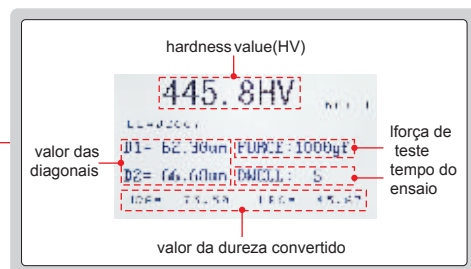 hardness value(HV)
445.8HV
D1= 62.30um FORCE:1000gf
D2= 66.60um DWELL: 5
valor das
diagonais
lforça de
teste
tempo do
ensaio
valor da dureza convertido